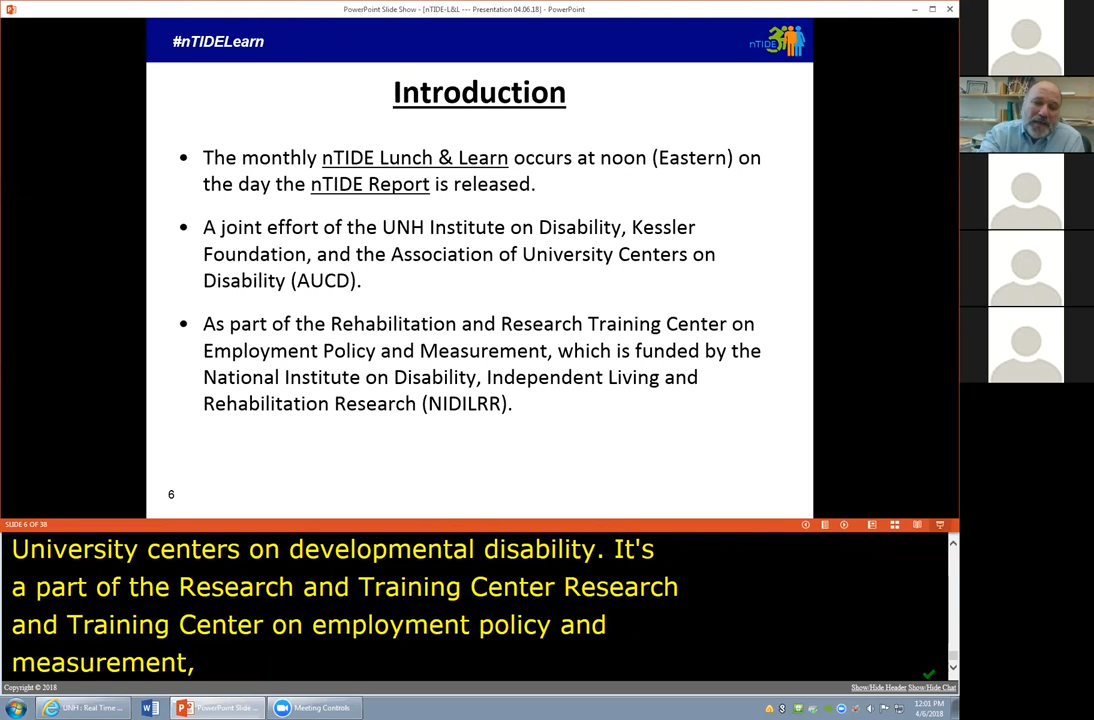 PowerPoint Slide Show - [nTIDE-L&L --- Presentation 04.06.18] - PowerPoint
#nTIDELearn
nTIDE
Introduction
• The monthly nTIDE Lunch & Learn occurs at noon (Eastern) on
the day the nTIDE Report is released.
• A joint effort of the UNH Institute on Disability, Kessler
Foundation, and the Association of University Centers on
Disability (AUCD).
• As part of the Rehabilitation and Research Training Center on
Employment Policy and Measurement, which is funded by the
National Institute on Disability, Independent Living and
Rehabilitation Research (NIDILRR).
6
SLIDE 6 OF 38
University centers on developmental disability. It's
a part of the Research and Training Center Research
and Training Center on employment policy and
measurement,
Copyright © 2018
Show/Hide Header Show/Hide Chat
UNH : Real Time ...
PowerPoint Slide ...
Meeting Controls
12:01 PM
4/6/2018